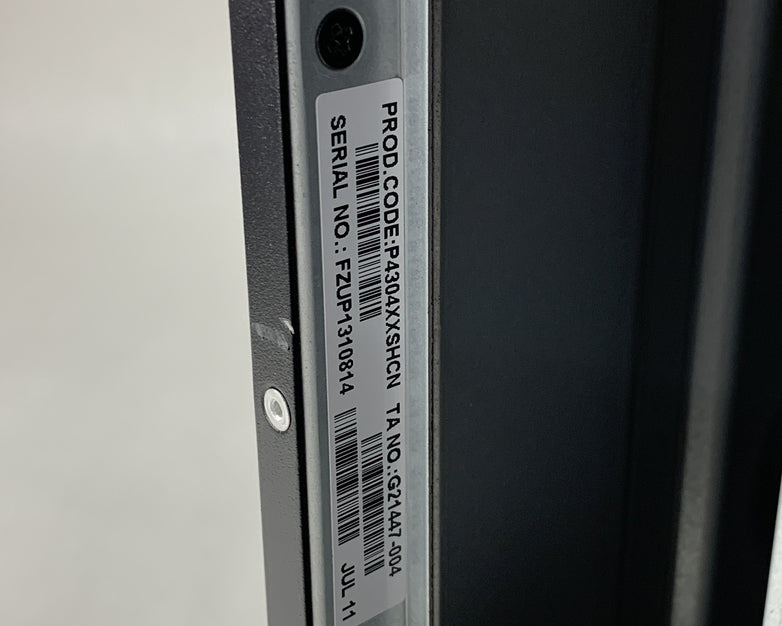 PROD.CODE:P4304XXSHCN TA NO.:G21447-004
SERIAL NO.: FZUP1310814 JUL 11